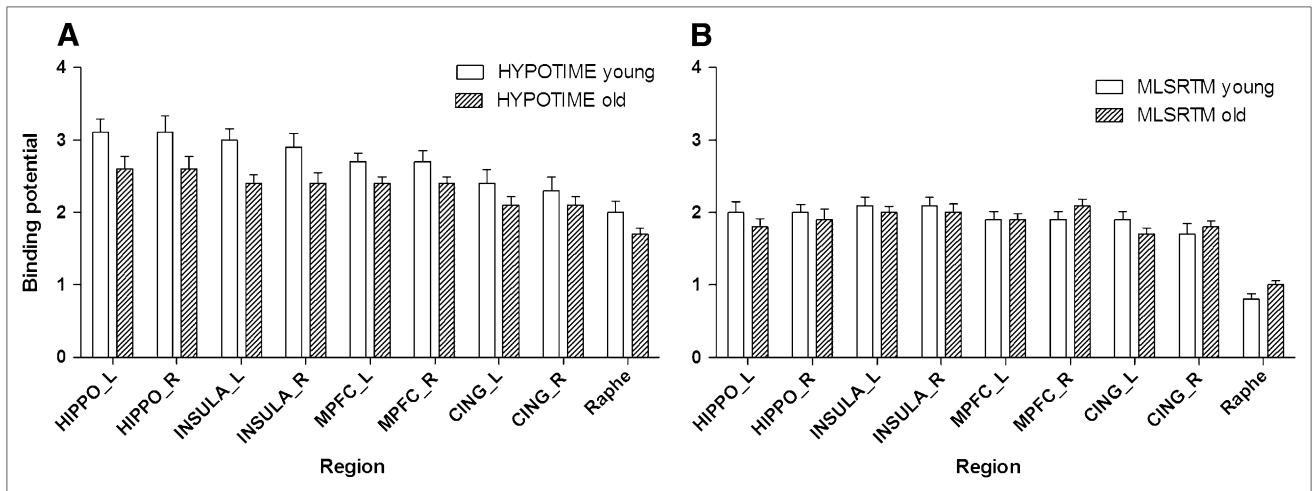 A
HYPOTIME young
HYPOTIME old
Binding potential
4
3
2
1
0
HIPPO_L
HIPPO_R
INSULA_L
INSULA_R
MPFC_L
MPFC_R
CING_L
CING_R
Raphe
Region
B
MLSRTM young
MLSRTM old
4
3
2
1
0
HIPPO_L
HIPPO_R
INSULA_L
INSULA_R
MPFC_L
MPFC_R
CING_L
CING_R
Raphe
Region